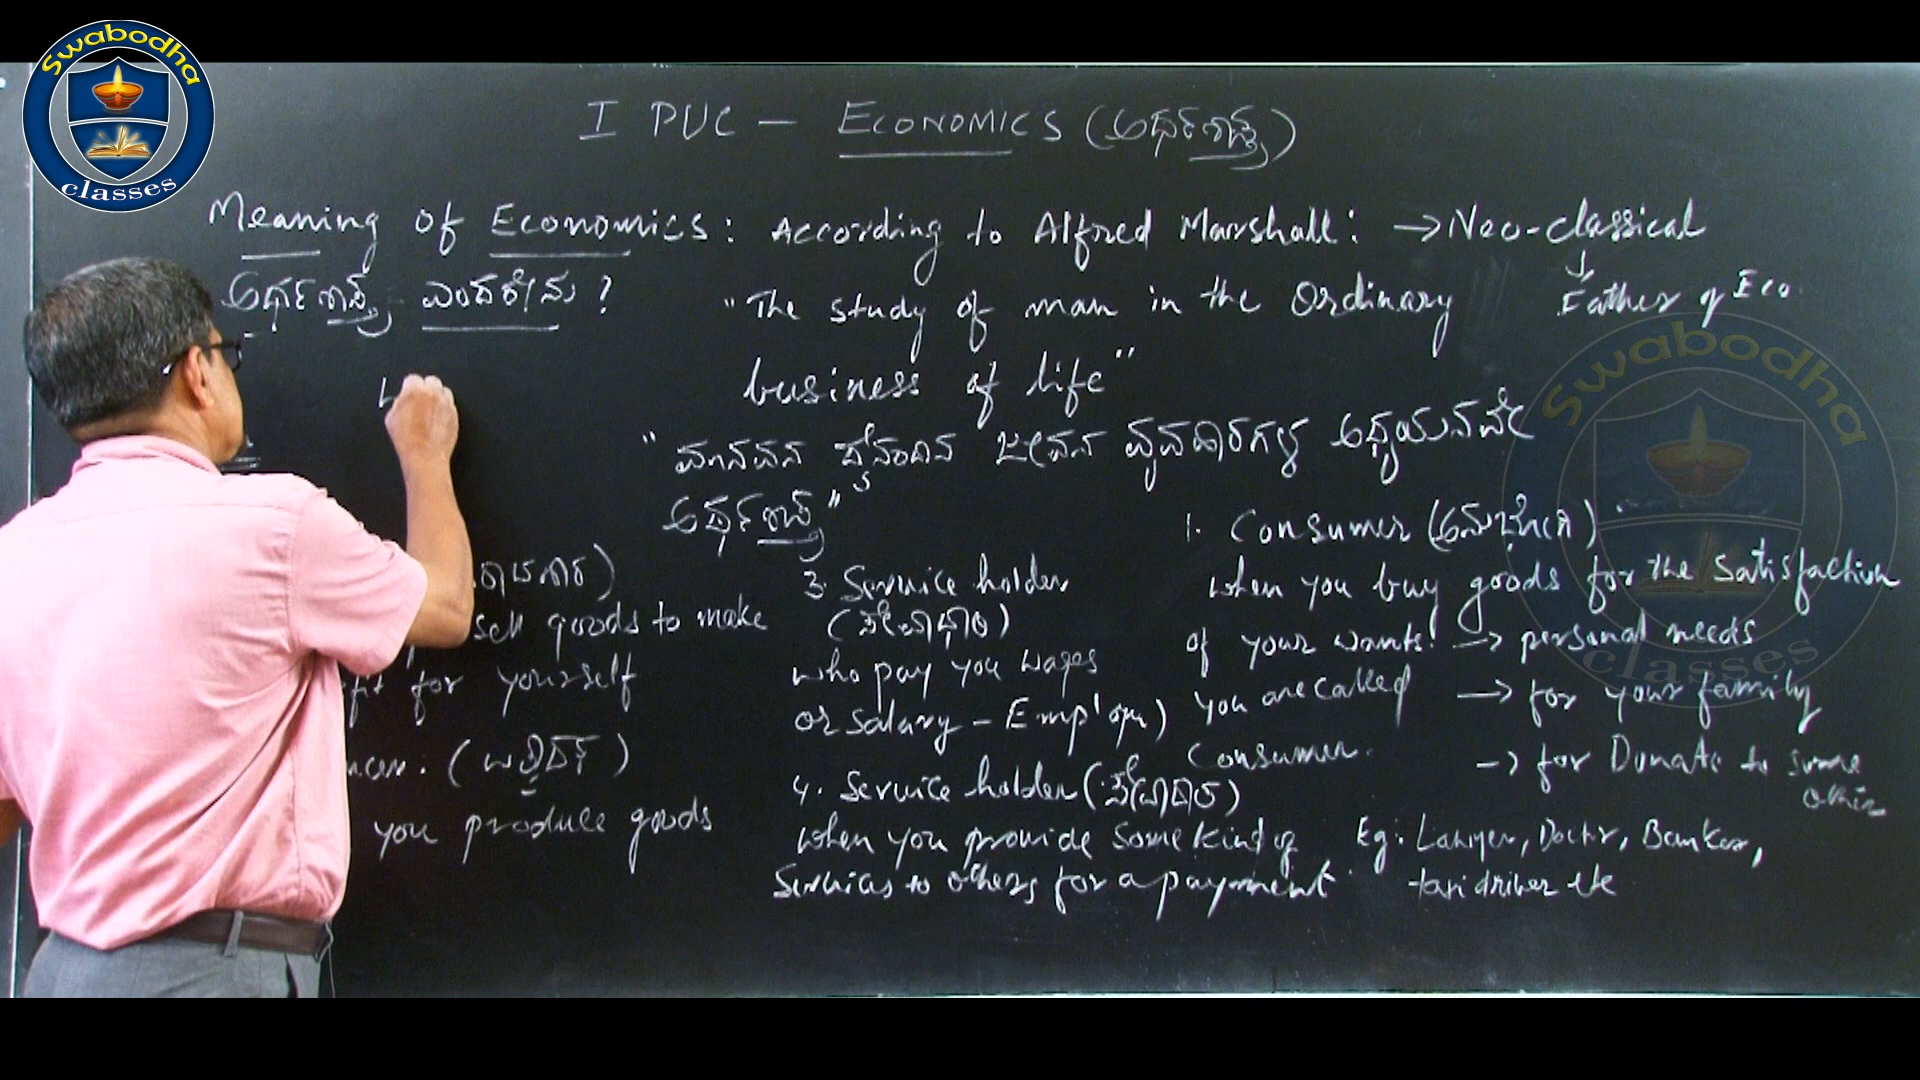 Swabodha
classes
I PUC – ECONOMICS (ಅರ್ಥಶಾಸ್ತ್ರ)
Meaning of Economics: According to Alfred Marshall: → Neo-classical
↓
ಅರ್ಥಶಾಸ್ತ್ರ ಎಂದರೇನು?
Father of Eco.
"The study of man in the Ordinary
business of life"
"ಮಾನವನ ದೈನಂದಿನ ಜೀವನ ವ್ಯವಹಾರಗಳ ಅಧ್ಯಯನವೇ
ಅರ್ಥಶಾಸ್ತ್ರ"
sell goods to make
for yourself
you produce goods
3. Service holder
who pay you wages
or salary – Emp'oyr)
4. Service holder
When you provide some kind of
Services to others for a payment.
1. Consumer (ಅನುಭೋಗಿ)
When you buy goods for the satisfaction
of your wants! → personal needs
you are called → for your family
Consumer. → for Donate to some
others
Eg: Lawyer, Doctr, Banker,
taxi driver etc
Swabodha
classes